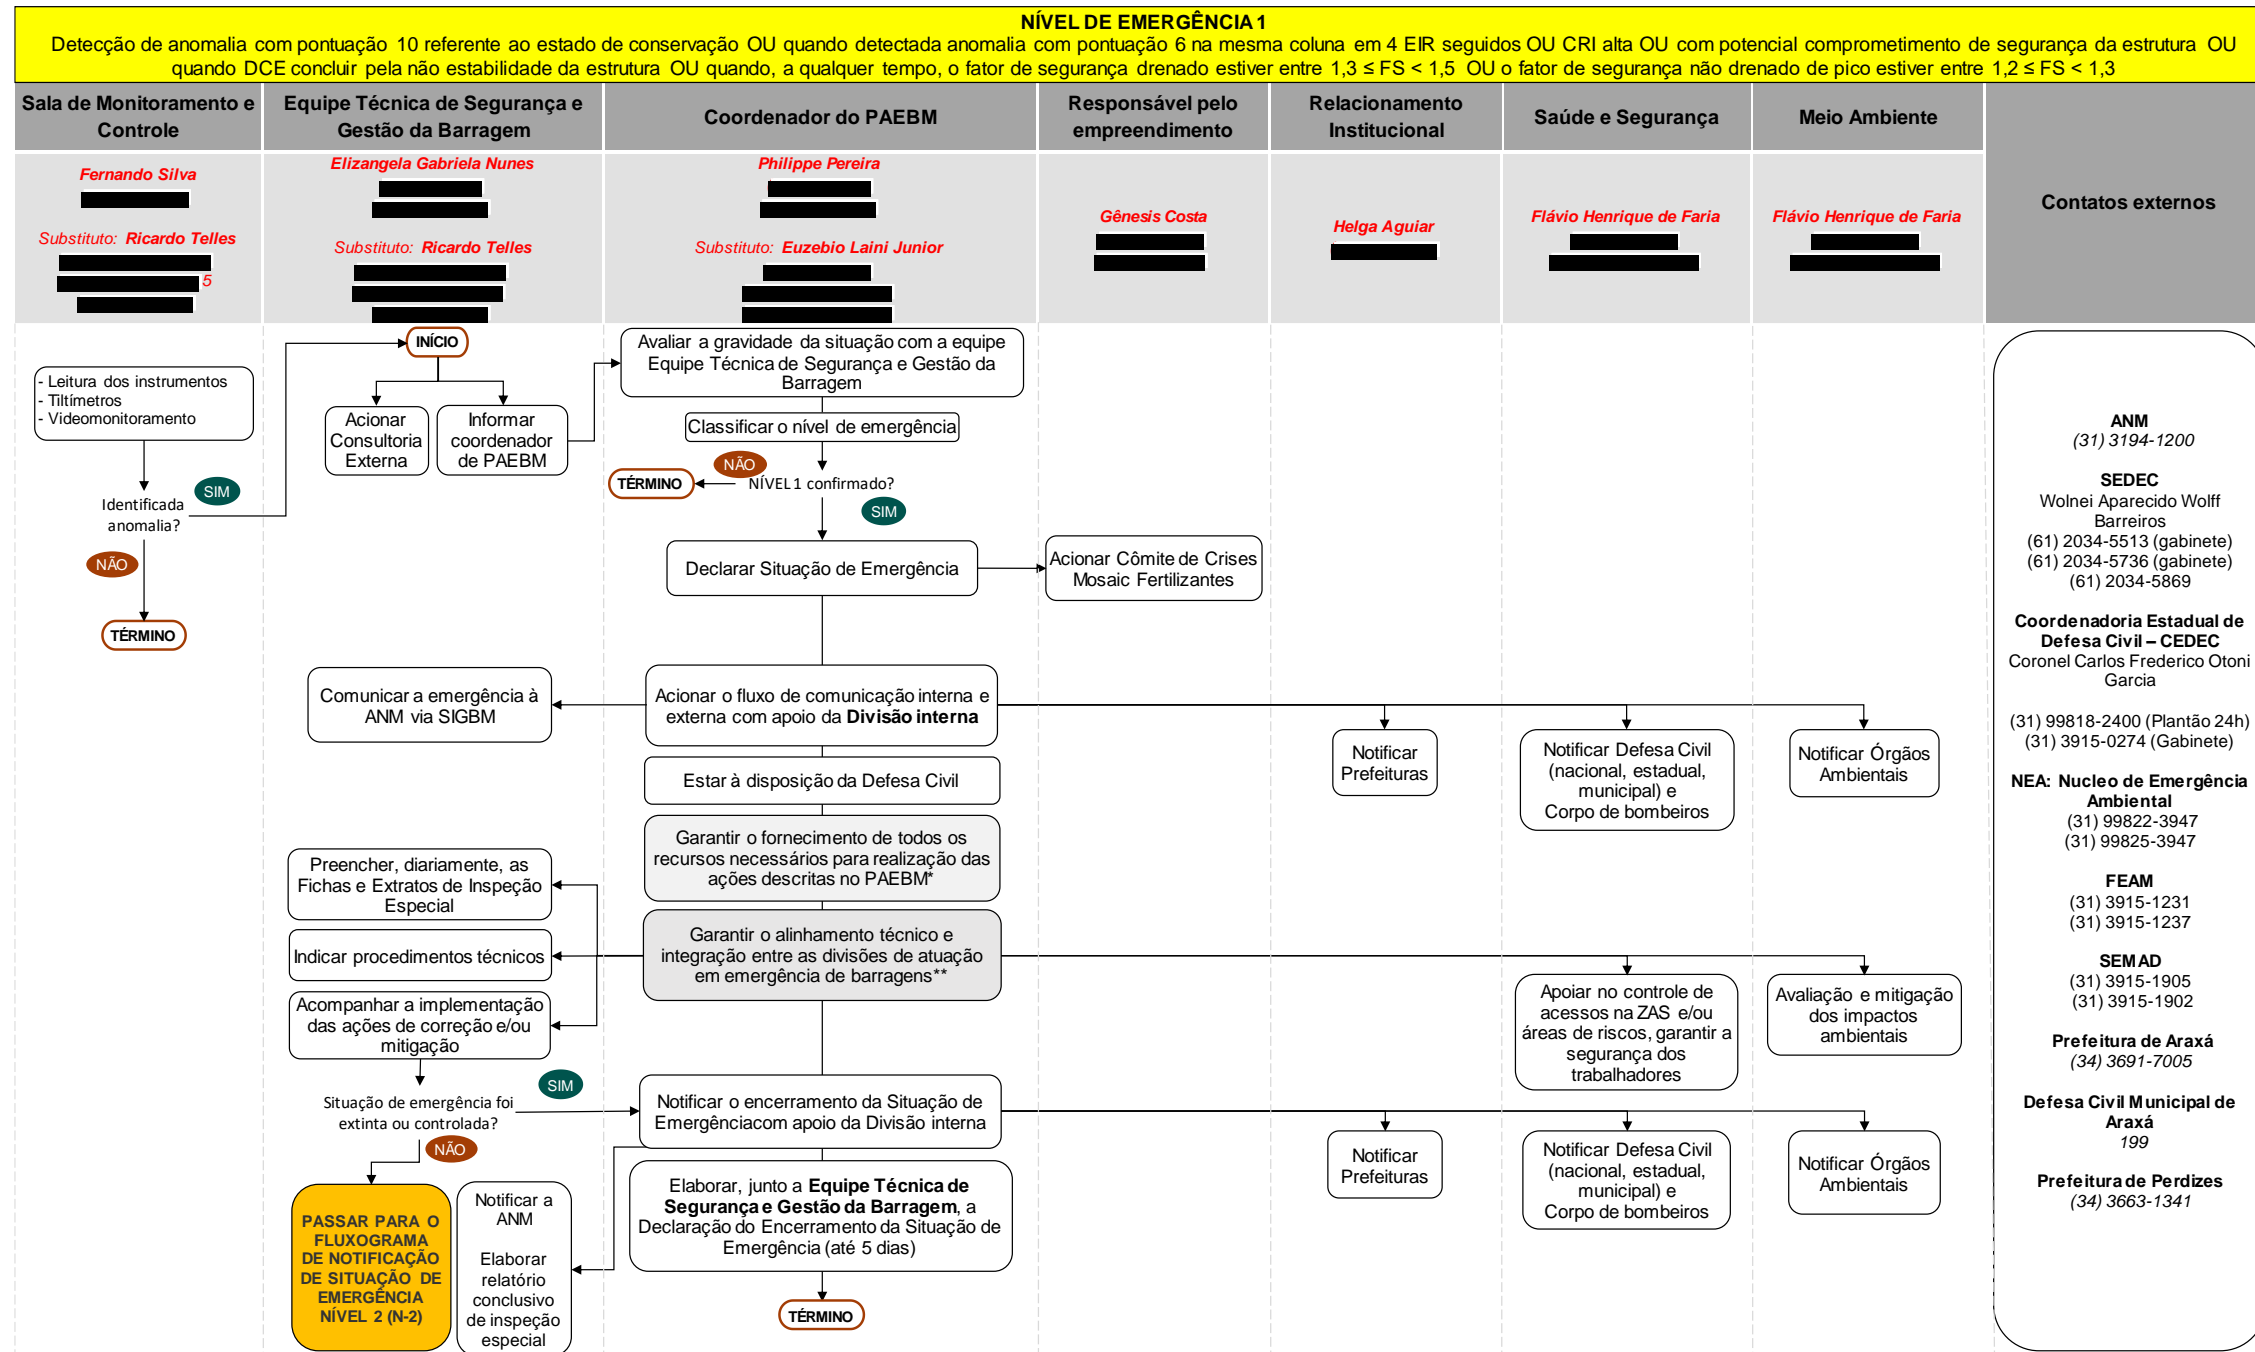 NÍVEL DE EMERGÊNCIA 1
Detecção de anomalia com pontuação 10 referente ao estado de conservação OU quando detectada anomalia com pontuação 6 na mesma coluna em 4 EIR seguidos OU CRI alta OU com potencial comprometimento de segurança da estrutura OU
quando DCE concluir pela não estabilidade da estrutura OU quando, a qualquer tempo, o fator de segurança drenado estiver entre 1,3 ≤ FS < 1,5 OU o fator de segurança não drenado de pico estiver entre 1,2 ≤ FS < 1,3
Sala de Monitoramento e
Controle
Equipe Técnica de Segurança e
Gestão da Barragem
Coordenador do PAEBM
Responsável pelo
empreendimento
Relacionamento
Institucional
Saúde e Segurança
Meio Ambiente
Contatos externos
Fernando Silva
Substituto: Ricardo Telles
5
Elizangela Gabriela Nunes
Substituto: Ricardo Telles
Philippe Pereira
Substituto: Euzebio Laini Junior
Gênesis Costa
Helga Aguiar
Flávio Henrique de Faria
Flávio Henrique de Faria
- Leitura dos instrumentos
- Tiltímetros
- Videomonitoramento
Identificada
anomalia?
SIM
NÃO
TÉRMINO
INÍCIO
Acionar
Consultoria
Externa
Informar
coordenador
de PAEBM
Avaliar a gravidade da situação com a equipe
Equipe Técnica de Segurança e Gestão da
Barragem
Classificar o nível de emergência
NÃO
TÉRMINO
NÍVEL 1 confirmado?
SIM
Declarar Situação de Emergência
Acionar Cômite de Crises
Mosaic Fertilizantes
Comunicar a emergência à
ANM via SIGBM
Acionar o fluxo de comunicação interna e
externa com apoio da Divisão interna
Notificar
Prefeituras
Notificar Defesa Civil
(nacional, estadual,
municipal) e
Corpo de bombeiros
Notificar Órgãos
Ambientais
Estar à disposição da Defesa Civil
Garantir o fornecimento de todos os
recursos necessários para realização das
ações descritas no PAEBM*
Preencher, diariamente, as
Fichas e Extratos de Inspeção
Especial
Indicar procedimentos técnicos
Garantir o alinhamento técnico e
integração entre as divisões de atuação
em emergência de barragens**
Acompanhar a implementação
das ações de correção e/ou
mitigação
Apoiar no controle de
acessos na ZAS e/ou
áreas de riscos, garantir a
segurança dos
trabalhadores
Avaliação e mitigação
dos impactos
ambientais
Situação de emergência foi
extinta ou controlada?
SIM
NÃO
Notificar o encerramento da Situação de
Emergênciacom apoio da Divisão interna
Notificar
Prefeituras
Notificar Defesa Civil
(nacional, estadual,
municipal) e
Corpo de bombeiros
Notificar Órgãos
Ambientais
PASSAR PARA O
FLUXOGRAMA
DE NOTIFICAÇÃO
DE SITUAÇÃO DE
EMERGÊNCIA
NÍVEL 2 (N-2)
Notificar a
ANM
Elaborar
relatório
conclusivo
de inspeção
especial
Elaborar, junto a Equipe Técnica de
Segurança e Gestão da Barragem, a
Declaração do Encerramento da Situação de
Emergência (até 5 dias)
TÉRMINO
ANM
(31) 3194-1200
SEDEC
Wolnei Aparecido Wolff
Barreiros
(61) 2034-5513 (gabinete)
(61) 2034-5736 (gabinete)
(61) 2034-5869
Coordenadoria Estadual de
Defesa Civil – CEDEC
Coronel Carlos Frederico Otoni
Garcia
(31) 99818-2400 (Plantão 24h)
(31) 3915-0274 (Gabinete)
NEA: Nucleo de Emergência
Ambiental
(31) 99822-3947
(31) 99825-3947
FEAM
(31) 3915-1231
(31) 3915-1237
SEMAD
(31) 3915-1905
(31) 3915-1902
Prefeitura de Araxá
(34) 3691-7005
Defesa Civil Municipal de
Araxá
199
Prefeitura de Perdizes
(34) 3663-1341